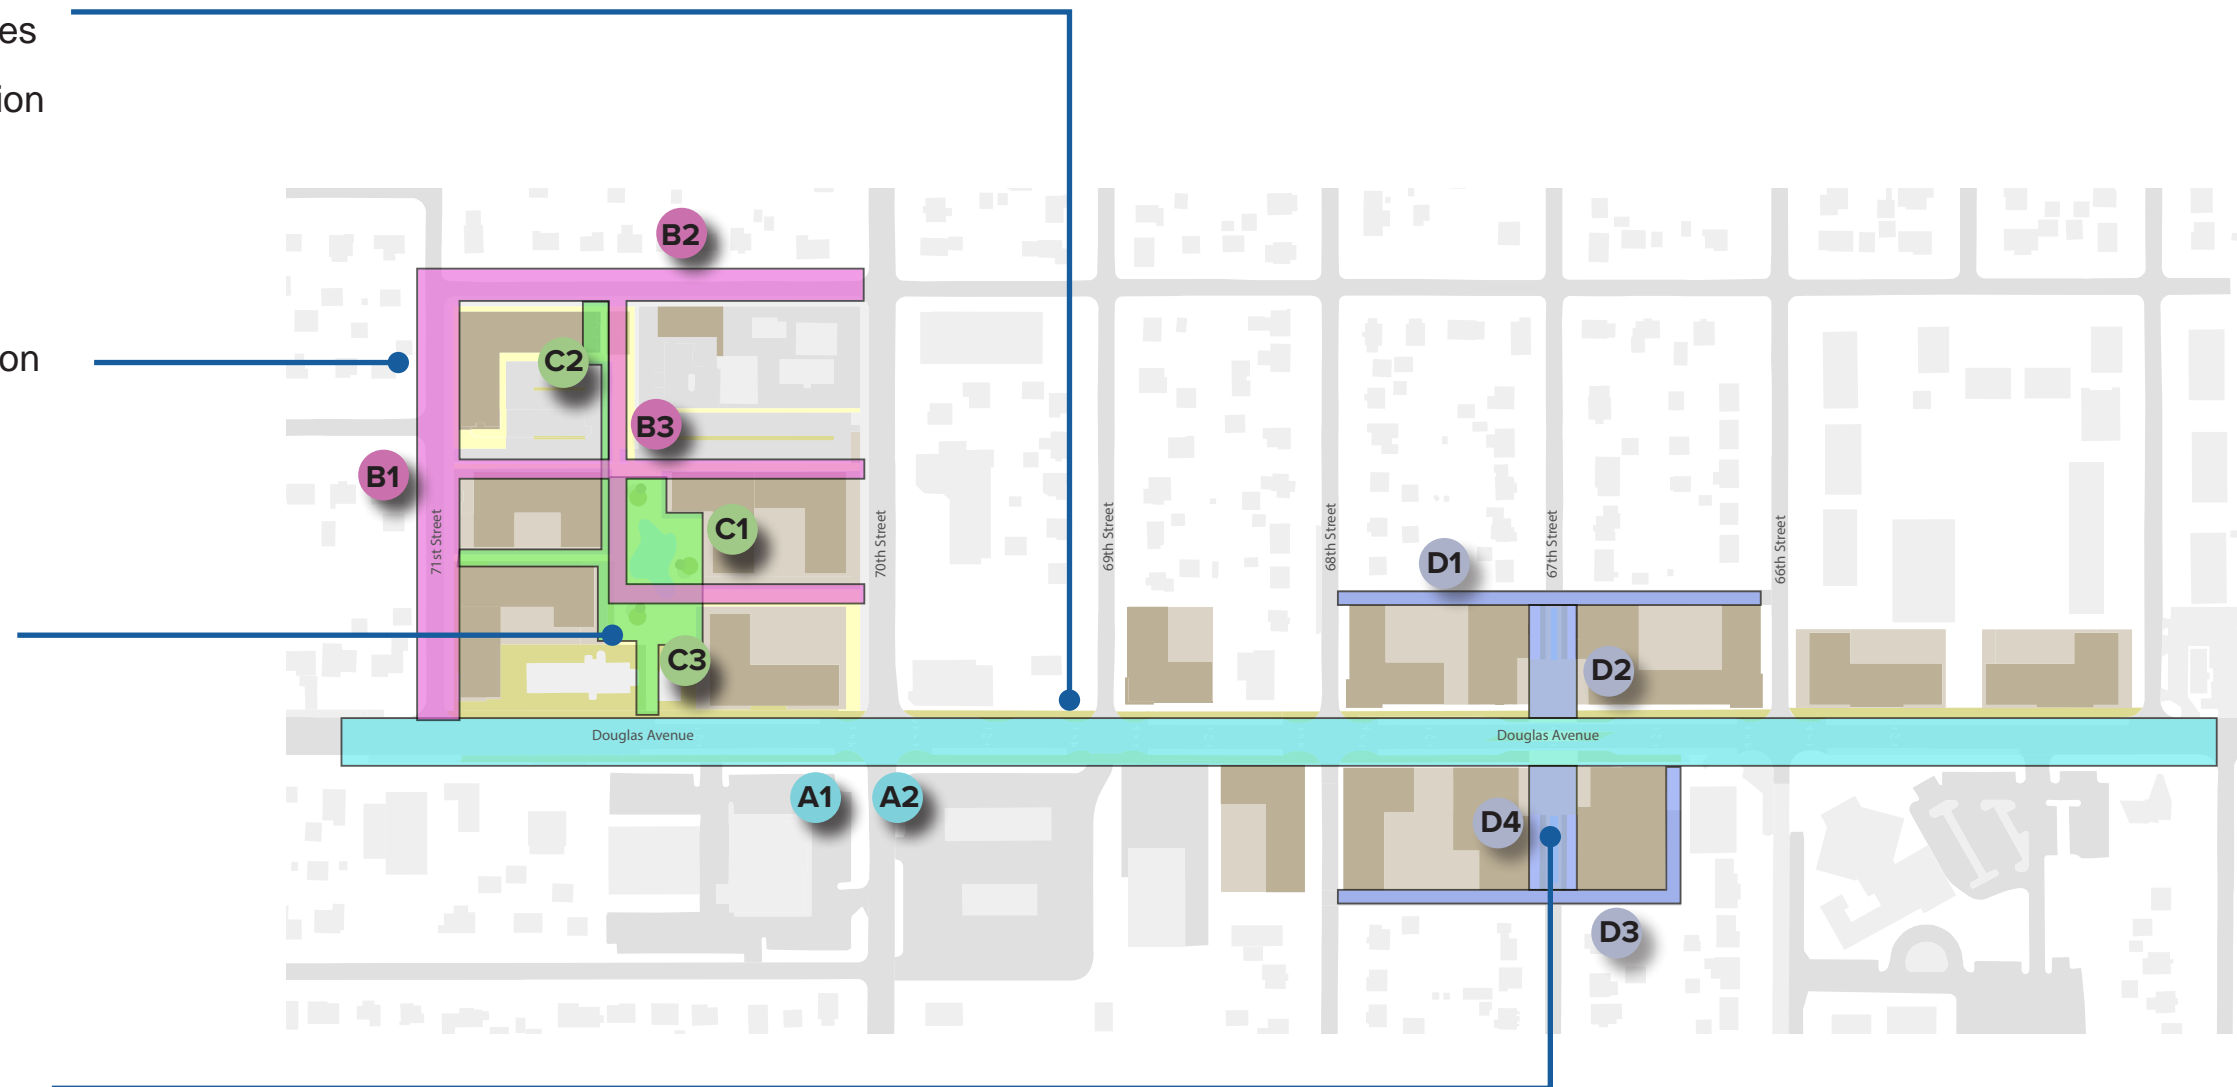 es
ion
on
B2
C2
B3
B1
C1
C3
71st Street
70th Street
69th Street
68th Street
67th Street
66th Street
D1
D2
Douglas Avenue
Douglas Avenue
A1
A2
D4
D3